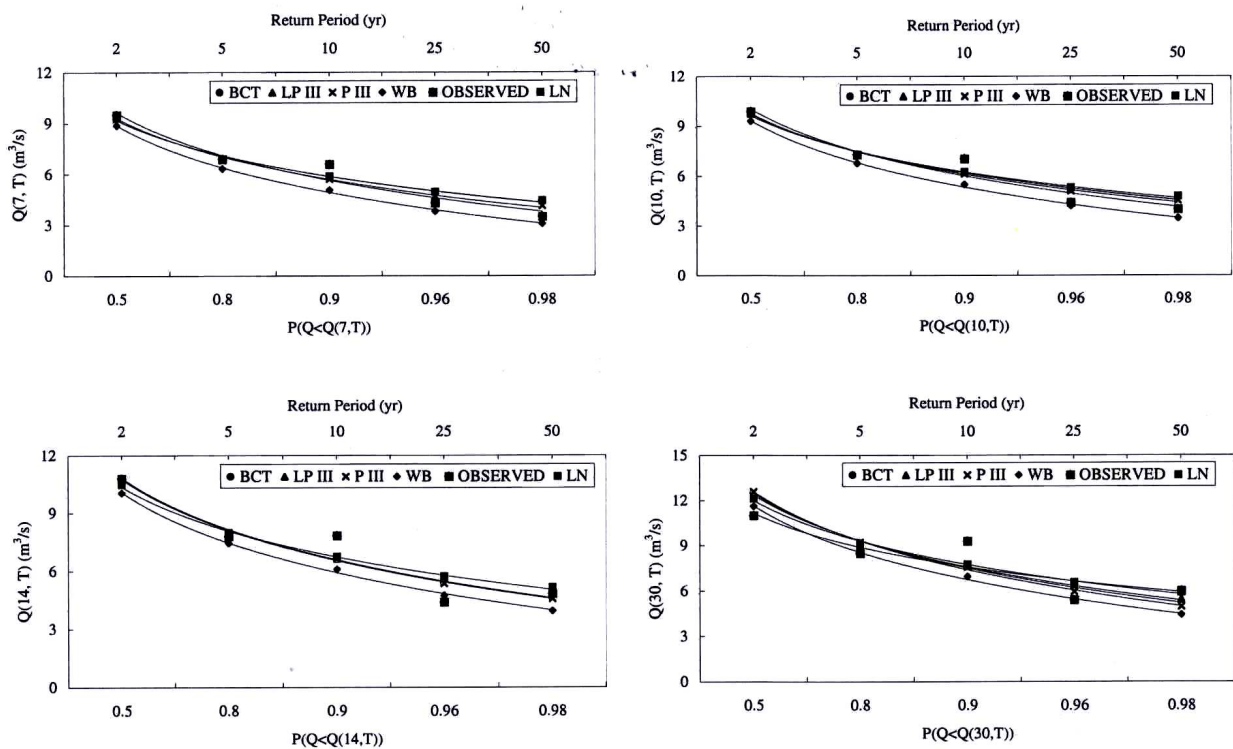 Return Period (yr)
2 5 10 25 50
12
9
6
3
0
Q(7, T) (m³/s)
BCT LP III P III WB OBSERVED LN
0.5 0.8 0.9 0.96 0.98
P(Q<Q(7,T))
Return Period (yr)
2 5 10 25 50
12
9
6
3
0
Q(10, T) (m³/s)
BCT LP III P III WB OBSERVED LN
0.5 0.8 0.9 0.96 0.98
P(Q<Q(10,T))
Return Period (yr)
2 5 10 25 50
12
9
6
3
0
Q(14, T) (m³/s)
BCT LP III P III WB OBSERVED LN
0.5 0.8 0.9 0.96 0.98
P(Q<Q(14,T))
Return Period (yr)
2 5 10 25 50
15
12
9
6
3
0
Q(30, T) (m³/s)
BCT LP III P III WB OBSERVED LN
0.5 0.8 0.9 0.96 0.98
P(Q<Q(30,T))